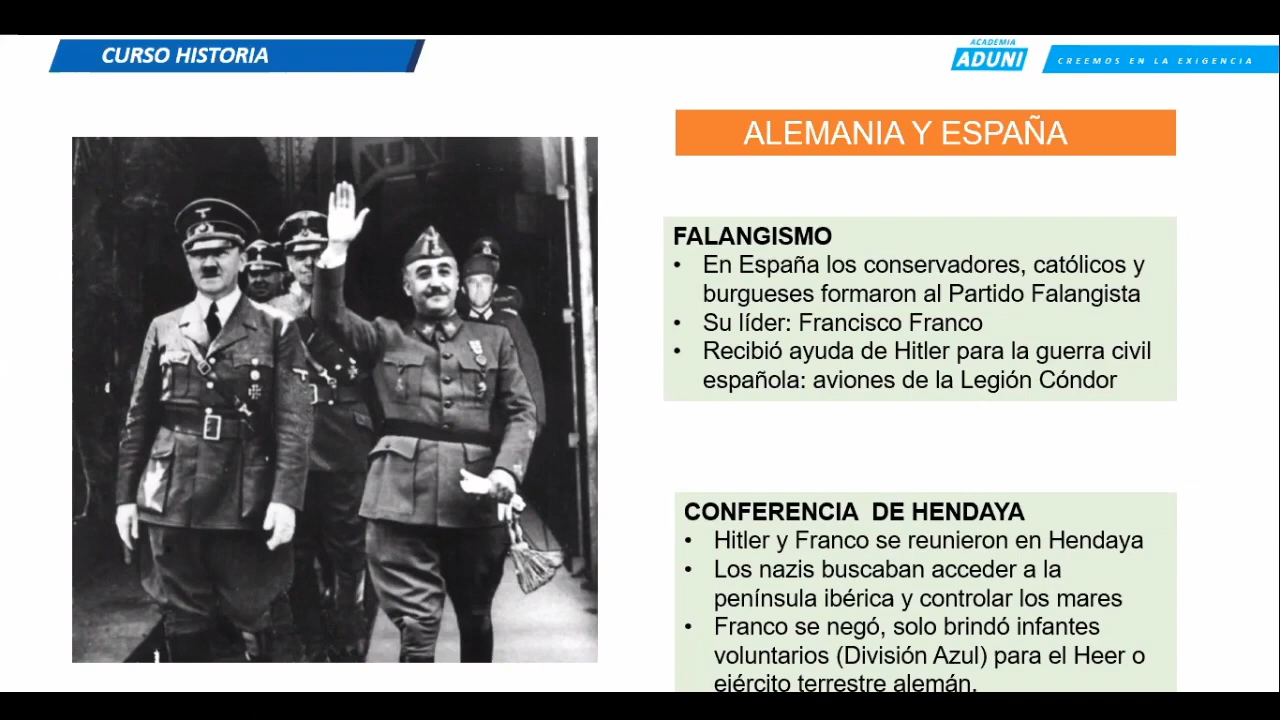 CURSO HISTORIA
ACADEMIA
ADUNI
CREEMOS EN LA EXIGENCIA
ALEMANIA Y ESPAÑA
FALANGISMO
• En España los conservadores, católicos y
burgueses formaron al Partido Falangista
• Su líder: Francisco Franco
• Recibió ayuda de Hitler para la guerra civil
española: aviones de la Legión Cóndor
CONFERENCIA DE HENDAYA
• Hitler y Franco se reunieron en Hendaya
• Los nazis buscaban acceder a la
península ibérica y controlar los mares
• Franco se negó, solo brindó infantes
voluntarios (División Azul) para el Heer o
ejército terrestre alemán.